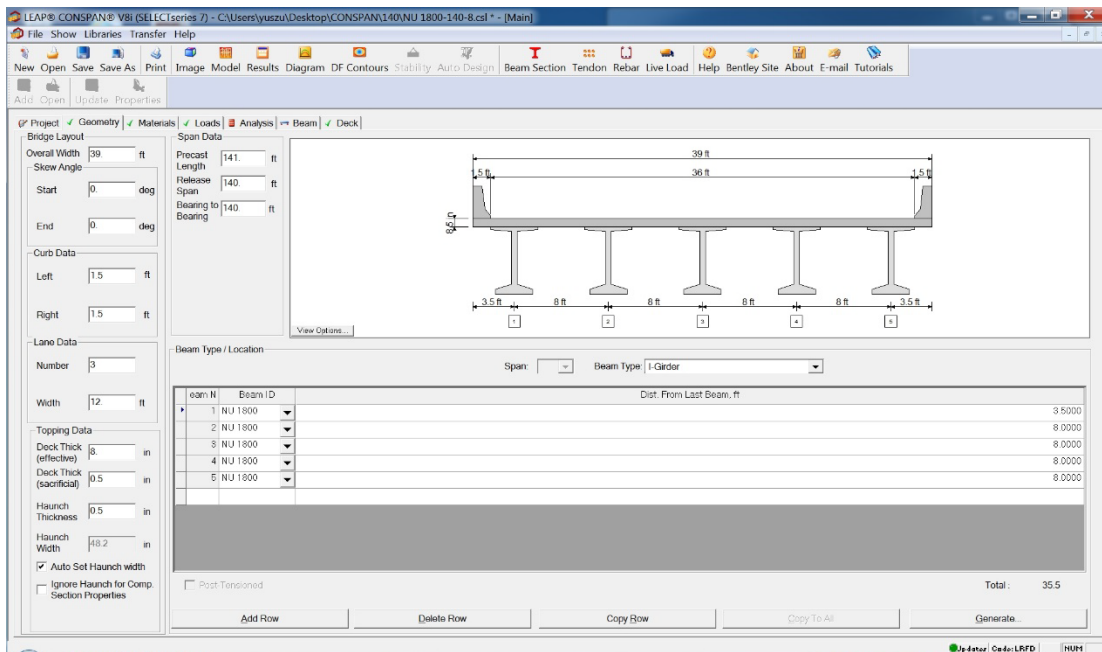 LEAP® CONSPAN® V8i (SELECTseries 7) - C:\Users\yuszu\Desktop\CONSPAN\140\NU 1800-140-8.csl * - [Main]
File Show Libraries Transfer Help
New Open Save Save As Print Image Model Results Diagram DF Contours Stability Auto Design Beam Section Tendon Rebar Live Load Help Bentley Site About E-mail Tutorials
Add Open Update Properties
Project Geometry Materials Loads Analysis Beam Deck
Bridge Layout
Overall Width 39. ft
Skew Angle
Start 0. deg
End 0. deg
Curb Data
Left 1.5 ft
Right 1.5 ft
Lane Data
Number 3
Width 12. ft
Topping Data
Deck Thick (effective) 8. in
Deck Thick (sacrificial) 0.5 in
Haunch Thickness 0.5 in
Haunch Width 48.2 in
Auto Set Haunch width
Ignore Haunch for Comp. Section Properties
Span Data
Precast Length 141. ft
Release Span 140. ft
Bearing to Bearing 140. ft
39 ft
1.5 ft 36 ft 1.5 ft
8.5 in
3.5 ft 8 ft 8 ft 8 ft 8 ft 3.5 ft
1 2 3 4 5
View Options...
Beam Type / Location
Span: Beam Type: I-Girder
eam N Beam ID Dist. From Last Beam, ft
1 NU 1800 3.5000
2 NU 1800 8.0000
3 NU 1800 8.0000
4 NU 1800 8.0000
5 NU 1800 8.0000
Post Tensioned Total : 35.5
Add Row Delete Row Copy Row Copy To All Generate...
Updates Code: LRFD NUM